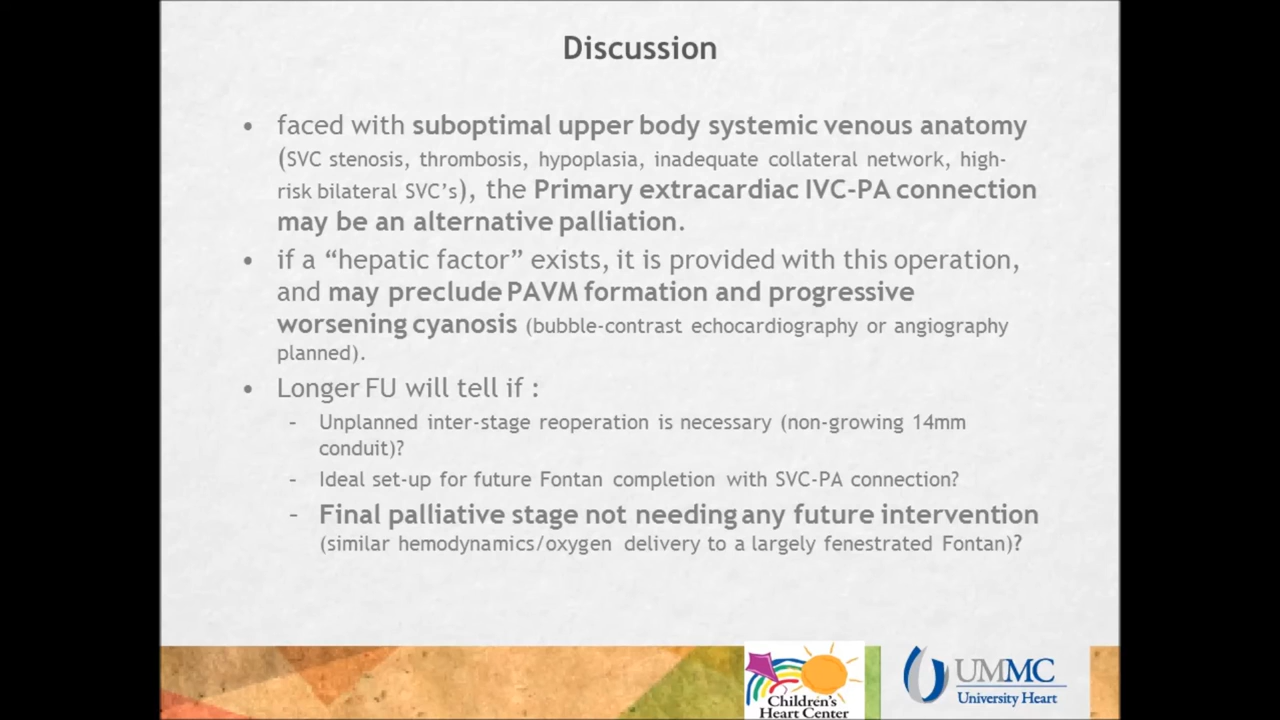 Discussion
• faced with suboptimal upper body systemic venous anatomy
(SVC stenosis, thrombosis, hypoplasia, inadequate collateral network, high-
risk bilateral SVC's), the Primary extracardiac IVC-PA connection
may be an alternative palliation.
• if a “hepatic factor” exists, it is provided with this operation,
and may preclude PAVM formation and progressive
worsening cyanosis (bubble-contrast echocardiography or angiography
planned).
• Longer FU will tell if :
– Unplanned inter-stage reoperation is necessary (non-growing 14mm
conduit)?
– Ideal set-up for future Fontan completion with SVC-PA connection?
– Final palliative stage not needing any future intervention
(similar hemodynamics/oxygen delivery to a largely fenestrated Fontan)?
Children's
Heart Center
UMMC
University Heart